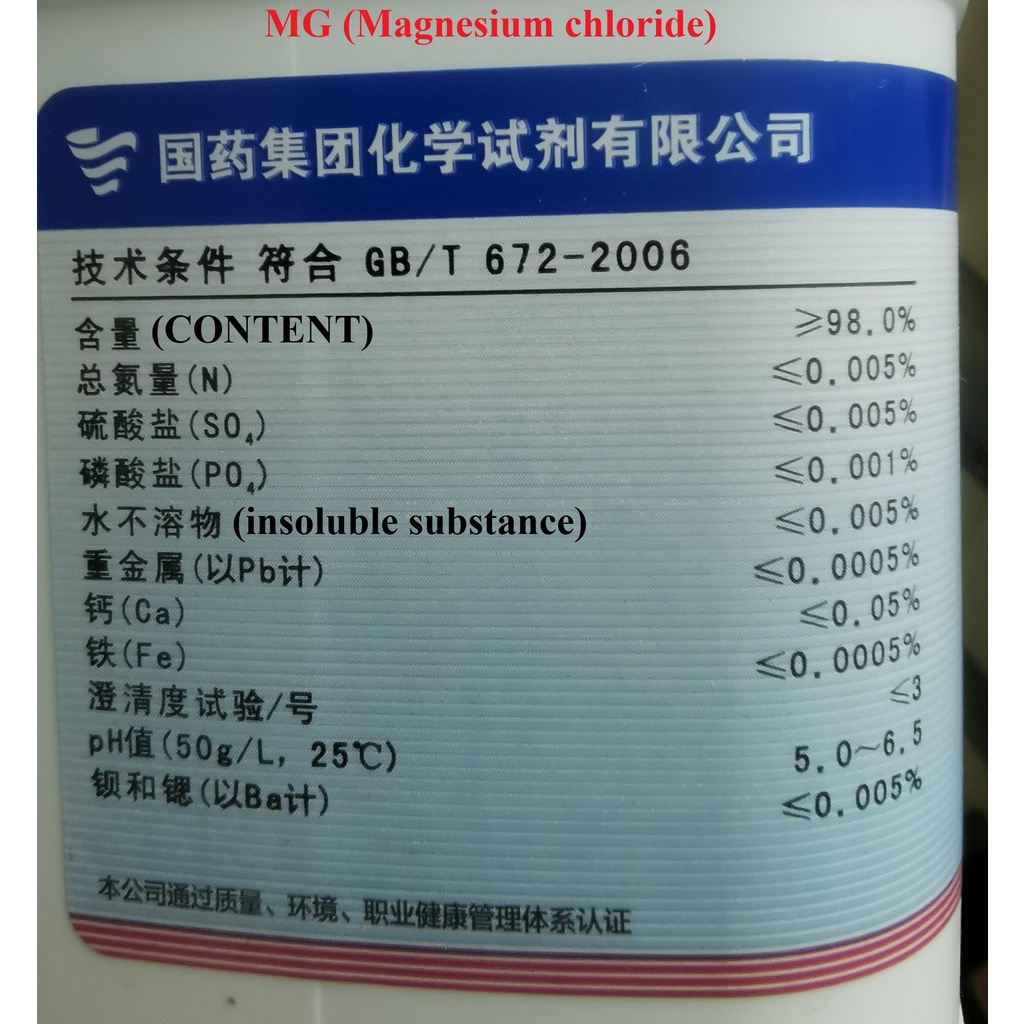 MG (Magnesium chloride)
国药集团化学试剂有限公司
技术条件 符合 GB/T 672-2006
含量 (CONTENT) ≥98.0%
总氮量(N) ≤0.005%
硫酸盐(SO₄) ≤0.005%
磷酸盐(PO₄) ≤0.001%
水不溶物 (insoluble substance) ≤0.005%
重金属(以Pb计) ≤0.0005%
钙(Ca) ≤0.05%
铁(Fe) ≤0.0005%
澄清度试验/号 ≤3
pH值(50g/L, 25℃) 5.0~6.5
钡和锶(以Ba计) ≤0.005%
本公司通过质量、环境、职业健康管理体系认证